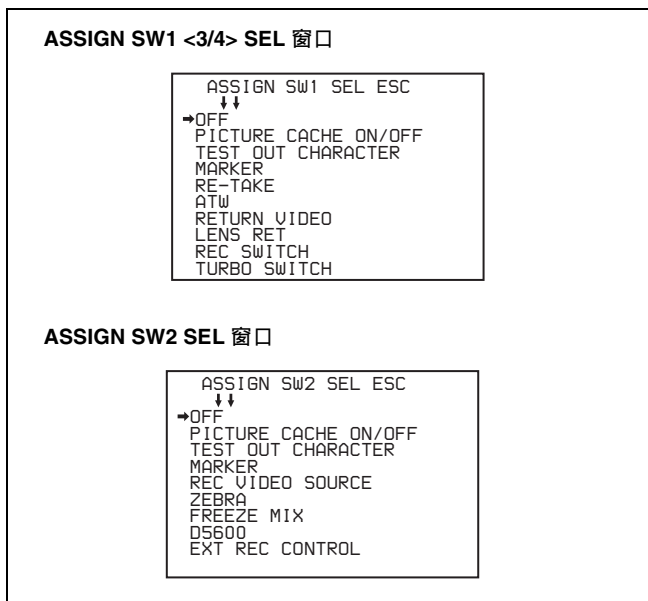 ASSIGN SW1 <3/4> SEL 窗口
ASSIGN SW1 SEL ESC
➡OFF
PICTURE CACHE ON/OFF
TEST OUT CHARACTER
MARKER
RE-TAKE
ATW
RETURN VIDEO
LENS RET
REC SWITCH
TURBO SWITCH
ASSIGN SW2 SEL 窗口
ASSIGN SW2 SEL ESC
➡OFF
PICTURE CACHE ON/OFF
TEST OUT CHARACTER
MARKER
REC VIDEO SOURCE
ZEBRA
FREEZE MIX
D5600
EXT REC CONTROL